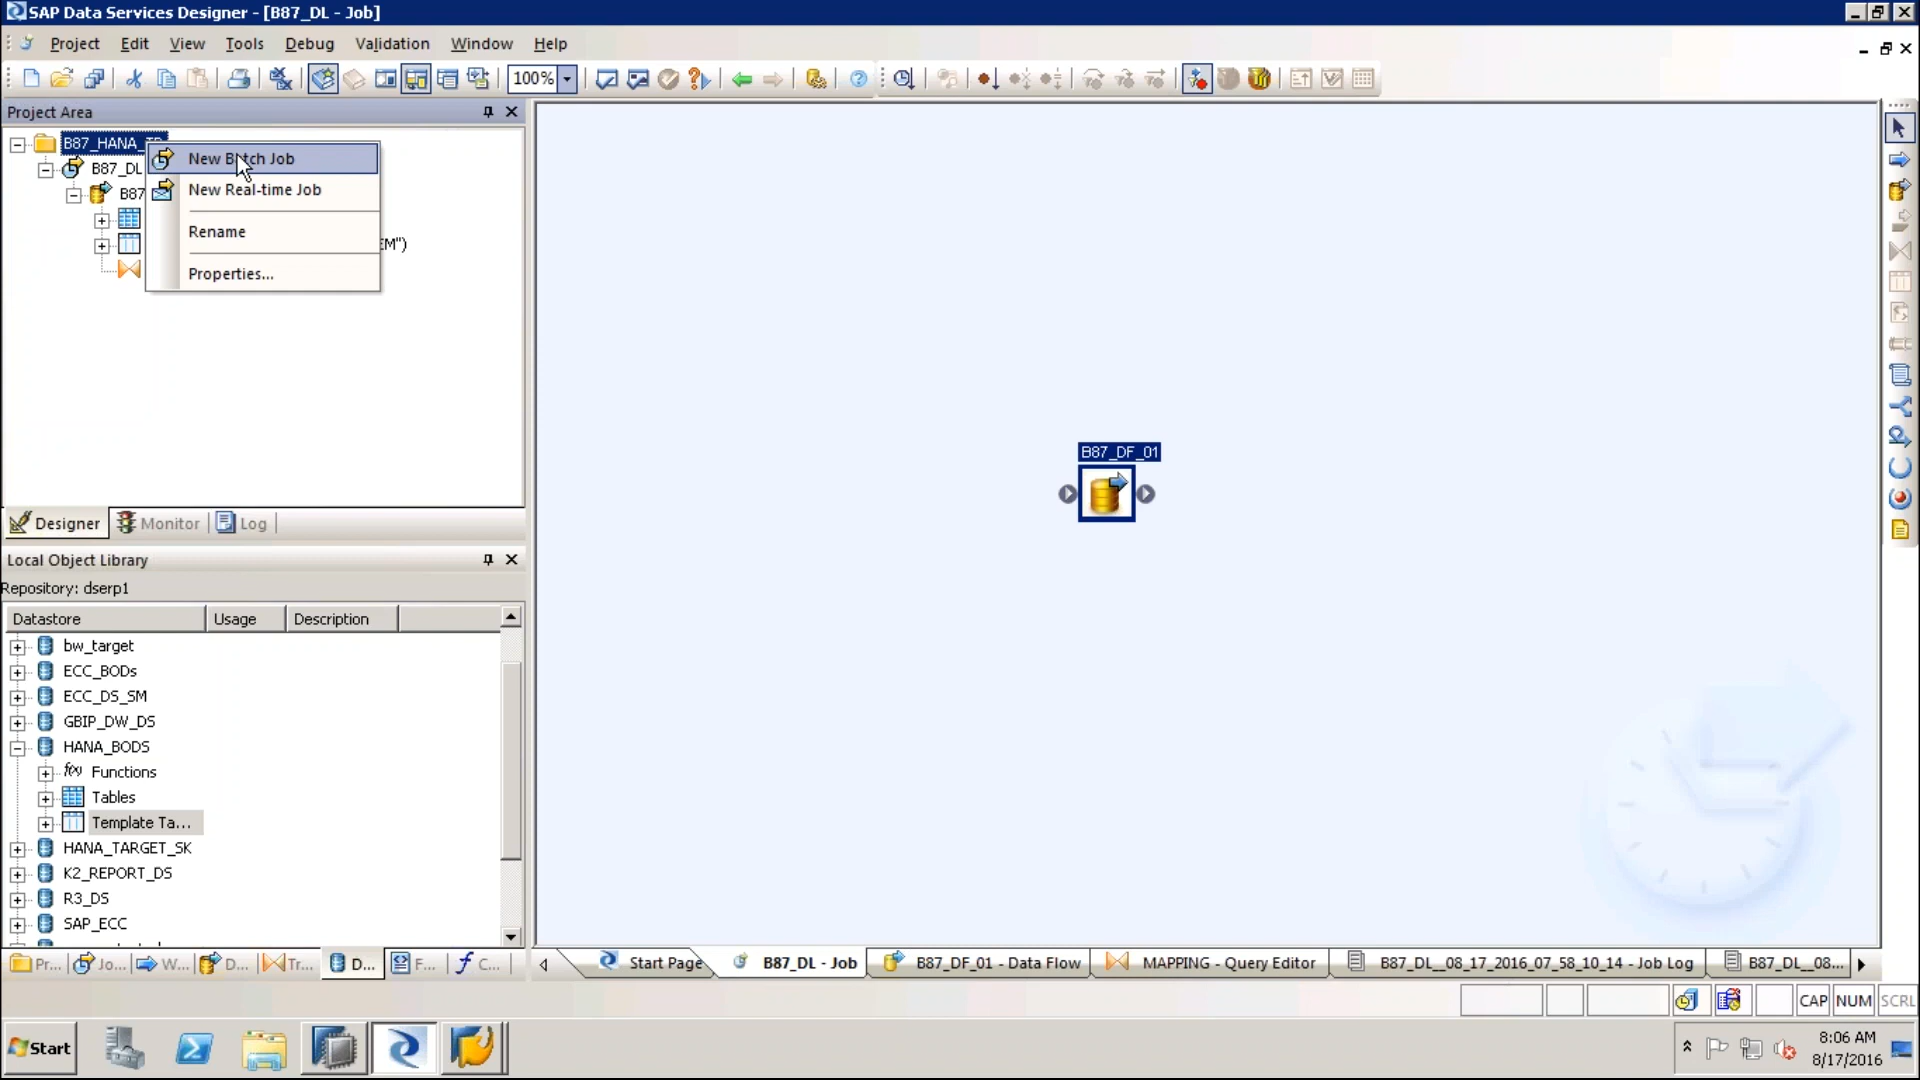 SAP Data Services Designer - [B87_DL - Job]
Project Edit View Tools Debug Validation Window Help
100%
Project Area
B87_HANA_
New Batch Job
B87_DL
New Real-time Job
B87
Rename
EM")
Properties...
B87_DF_01
Designer Monitor Log
Local Object Library
Repository: dserp1
Datastore Usage Description
bw_target
ECC_BODs
ECC_DS_SM
GBIP_DW_DS
HANA_BODS
Functions
Tables
Template Ta...
HANA_TARGET_SK
K2_REPORT_DS
R3_DS
SAP_ECC
Pr... Jo... W... D... Tr... D... F... C...
Start Page B87_DL - Job B87_DF_01 - Data Flow MAPPING - Query Editor B87_DL__08_17_2016_07_58_10_14 - Job Log B87_DL__08...
CAP NUM SCRL
Start
8:06 AM
8/17/2016